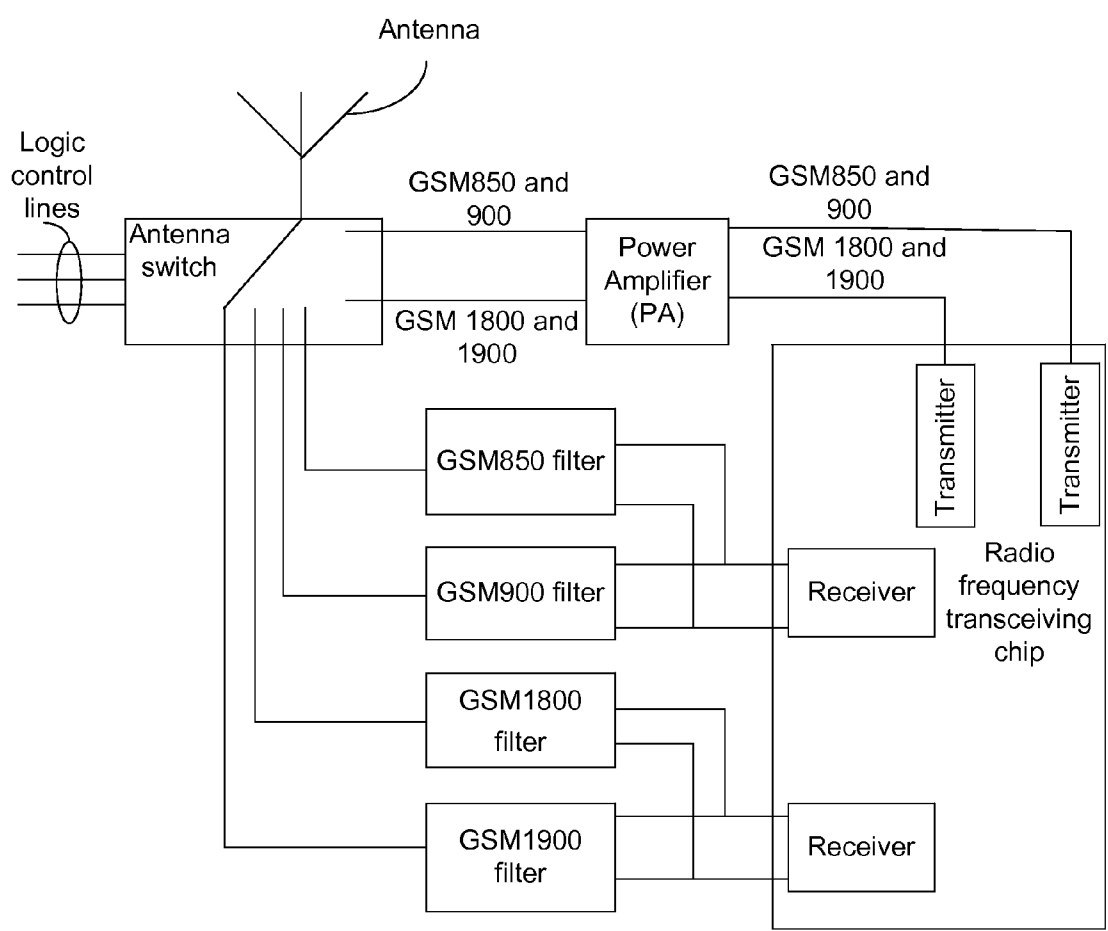 Antenna
Logic
control
lines
Antenna
switch
GSM850 and
900
GSM 1800 and
1900
Power
Amplifier
(PA)
GSM850 and
900
GSM 1800 and
1900
Transmitter
Transmitter
GSM850 filter
GSM900 filter
Receiver
Radio
frequency
transceiving
chip
GSM1800
filter
GSM1900
filter
Receiver